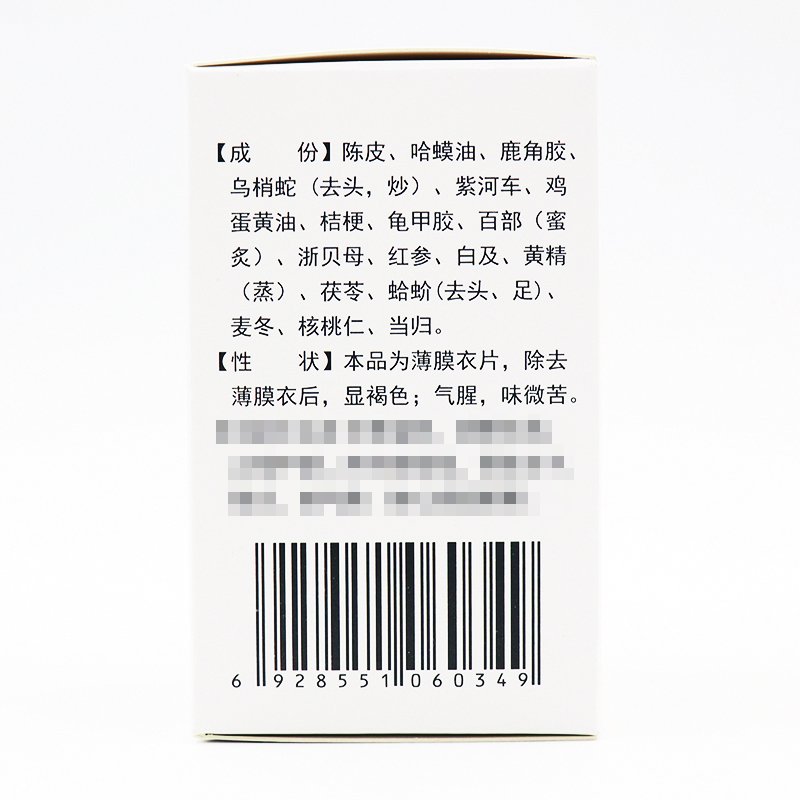 【成 份】陈皮、哈蟆油、鹿角胶、
乌梢蛇（去头，炒）、紫河车、鸡
蛋黄油、桔梗、龟甲胶、百部（蜜
炙）、浙贝母、红参、白及、黄精
（蒸）、茯苓、蛤蚧(去头、足)、
麦冬、核桃仁、当归。
【性 状】本品为薄膜衣片，除去
薄膜衣后，显褐色；气腥，味微苦。
6 928551 060349